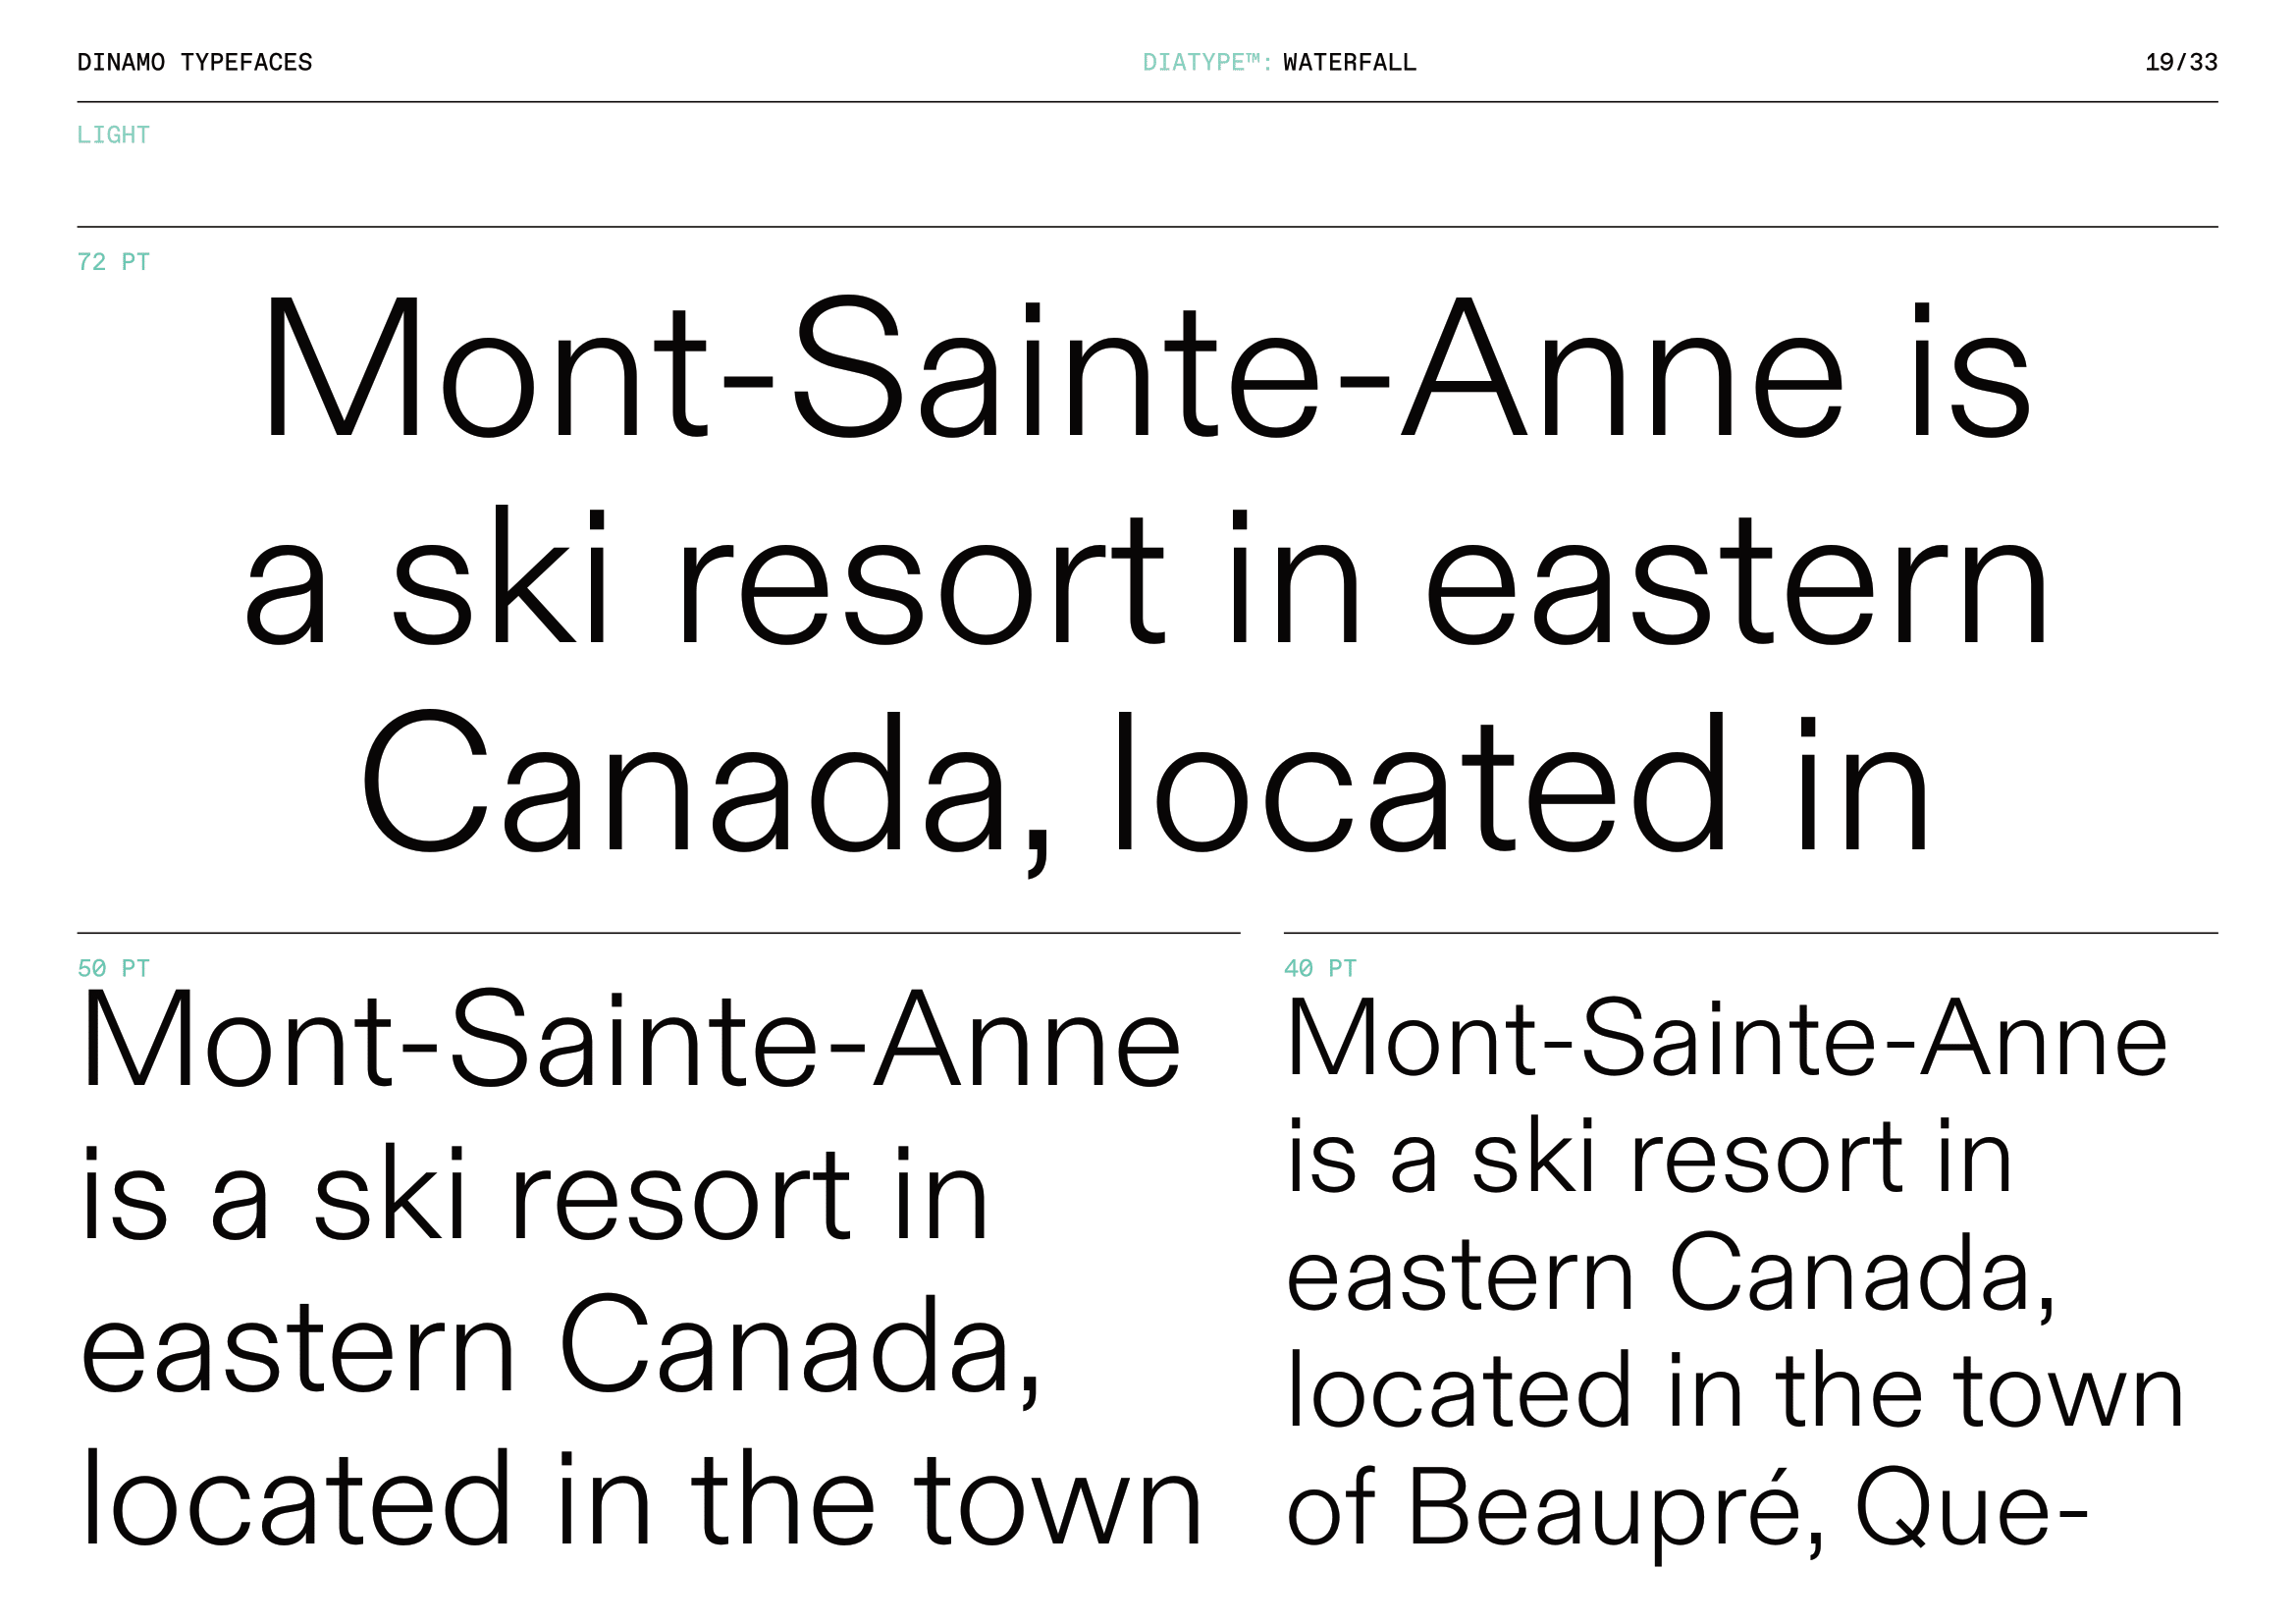 DINAMO TYPEFACES
DIATYPE™: WATERFALL
19/33
LIGHT
72 PT
Mont-Sainte-Anne is
a ski resort in eastern
Canada, located in
50 PT
Mont-Sainte-Anne
is a ski resort in
eastern Canada,
located in the town
40 PT
Mont-Sainte-Anne
is a ski resort in
eastern Canada,
located in the town
of Beaupré, Que-